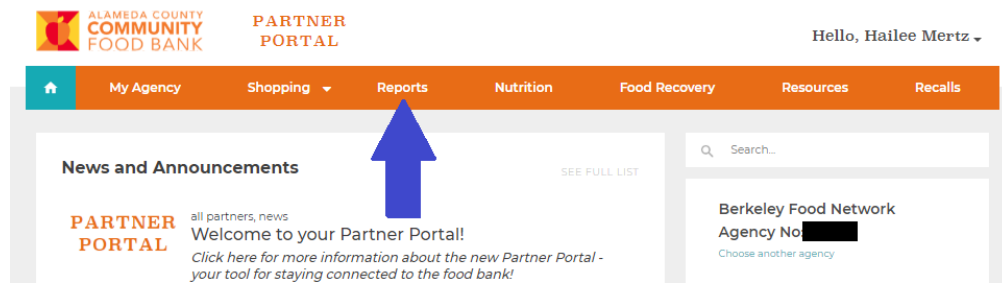 ALAMEDA COUNTY
COMMUNITY
FOOD BANK
PARTNER
PORTAL
Hello, Hailee Mertz
My Agency Shopping Reports Nutrition Food Recovery Resources Recalls
News and Announcements
SEE FULL LIST
Search...
PARTNER
PORTAL
all partners, news
Welcome to your Partner Portal!
Click here for more information about the new Partner Portal -
your tool for staying connected to the food bank!
Berkeley Food Network
Agency No:
Choose another agency